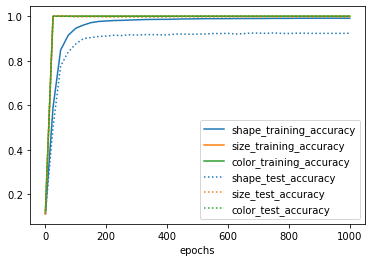 1.0
0.8
0.6
0.4
0.2
shape_training_accuracy
size_training_accuracy
color_training_accuracy
shape_test_accuracy
size_test_accuracy
color_test_accuracy
0 200 400 600 800 1000
epochs